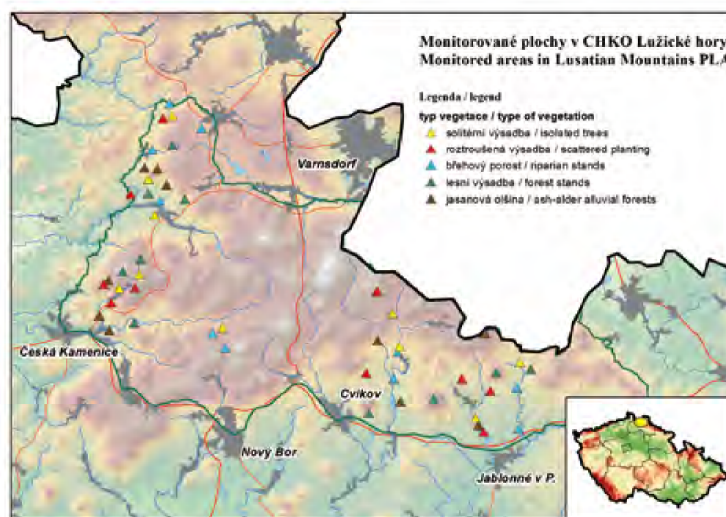 Monitorované plochy v CHKO Lužické hory
Monitored areas in Lusatian Mountains PLA
Legenda / legend
typ vegetace / type of vegetation
solitérní výsadba / isolated trees
roztroušená výsadba / scattered planting
břehový porost / riparian stands
lesní výsadba / forest stands
jasanová olšina / ash-alder alluvial forests
Varnsdorf
Česká Kamenice
Cvikov
Nový Bor
Jablonné v P.